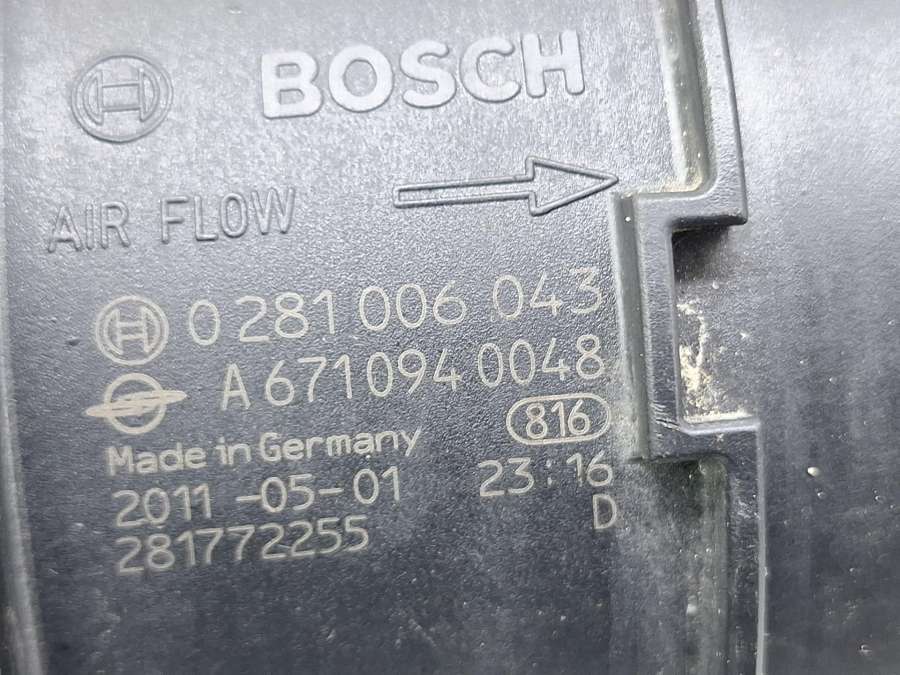 BOSCH
AIR FLOW
0 281 006 043
A 671 094 0048
816
Made in Germany
2011-05-01 23:16
D
281772255